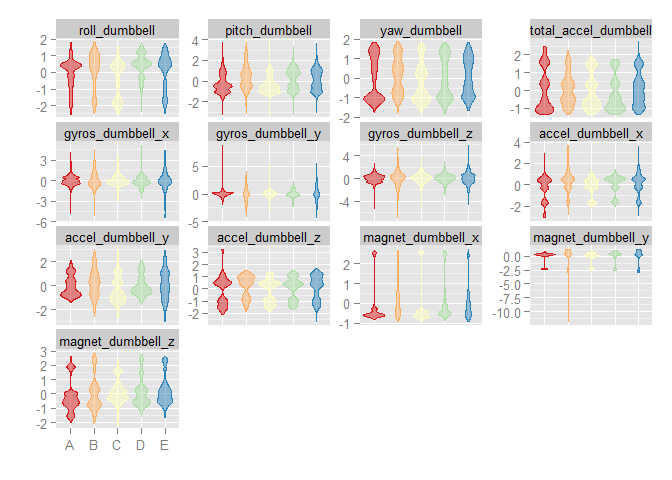 roll_dumbbell pitch_dumbbell yaw_dumbbell total_accel_dumbbell
2 1 0 -1 -2
4 2 0 -2
2 1 0 -1 -2
2 1 0 -1
gyros_dumbbell_x gyros_dumbbell_y gyros_dumbbell_z accel_dumbbell_x
3 0 -3 -6
5 0 -5
4 0 -4
4 2 0 -2
accel_dumbbell_y accel_dumbbell_z magnet_dumbbell_x magnet_dumbbell_y
2 0 -2
3 2 1 0 -1 -2
2 1 0 -1
0.0 -2.5 -5.0 -7.5 -10.0
magnet_dumbbell_z
3 2 1 0 -1 -2
A B C D E